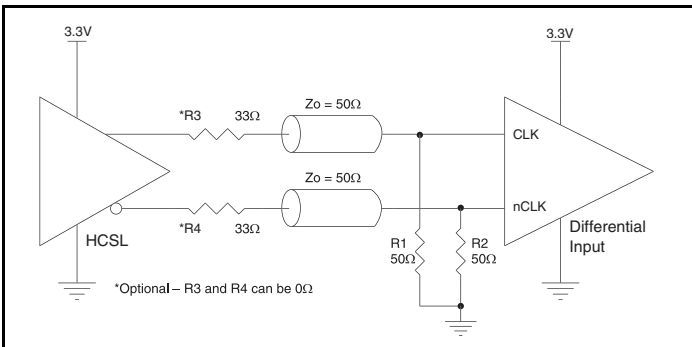 3.3V
3.3V
*R3 33Ω
Zo = 50Ω
CLK
Zo = 50Ω
nCLK
*R4 33Ω
HCSL
R1
50Ω
R2
50Ω
Differential
Input
*Optional – R3 and R4 can be 0Ω